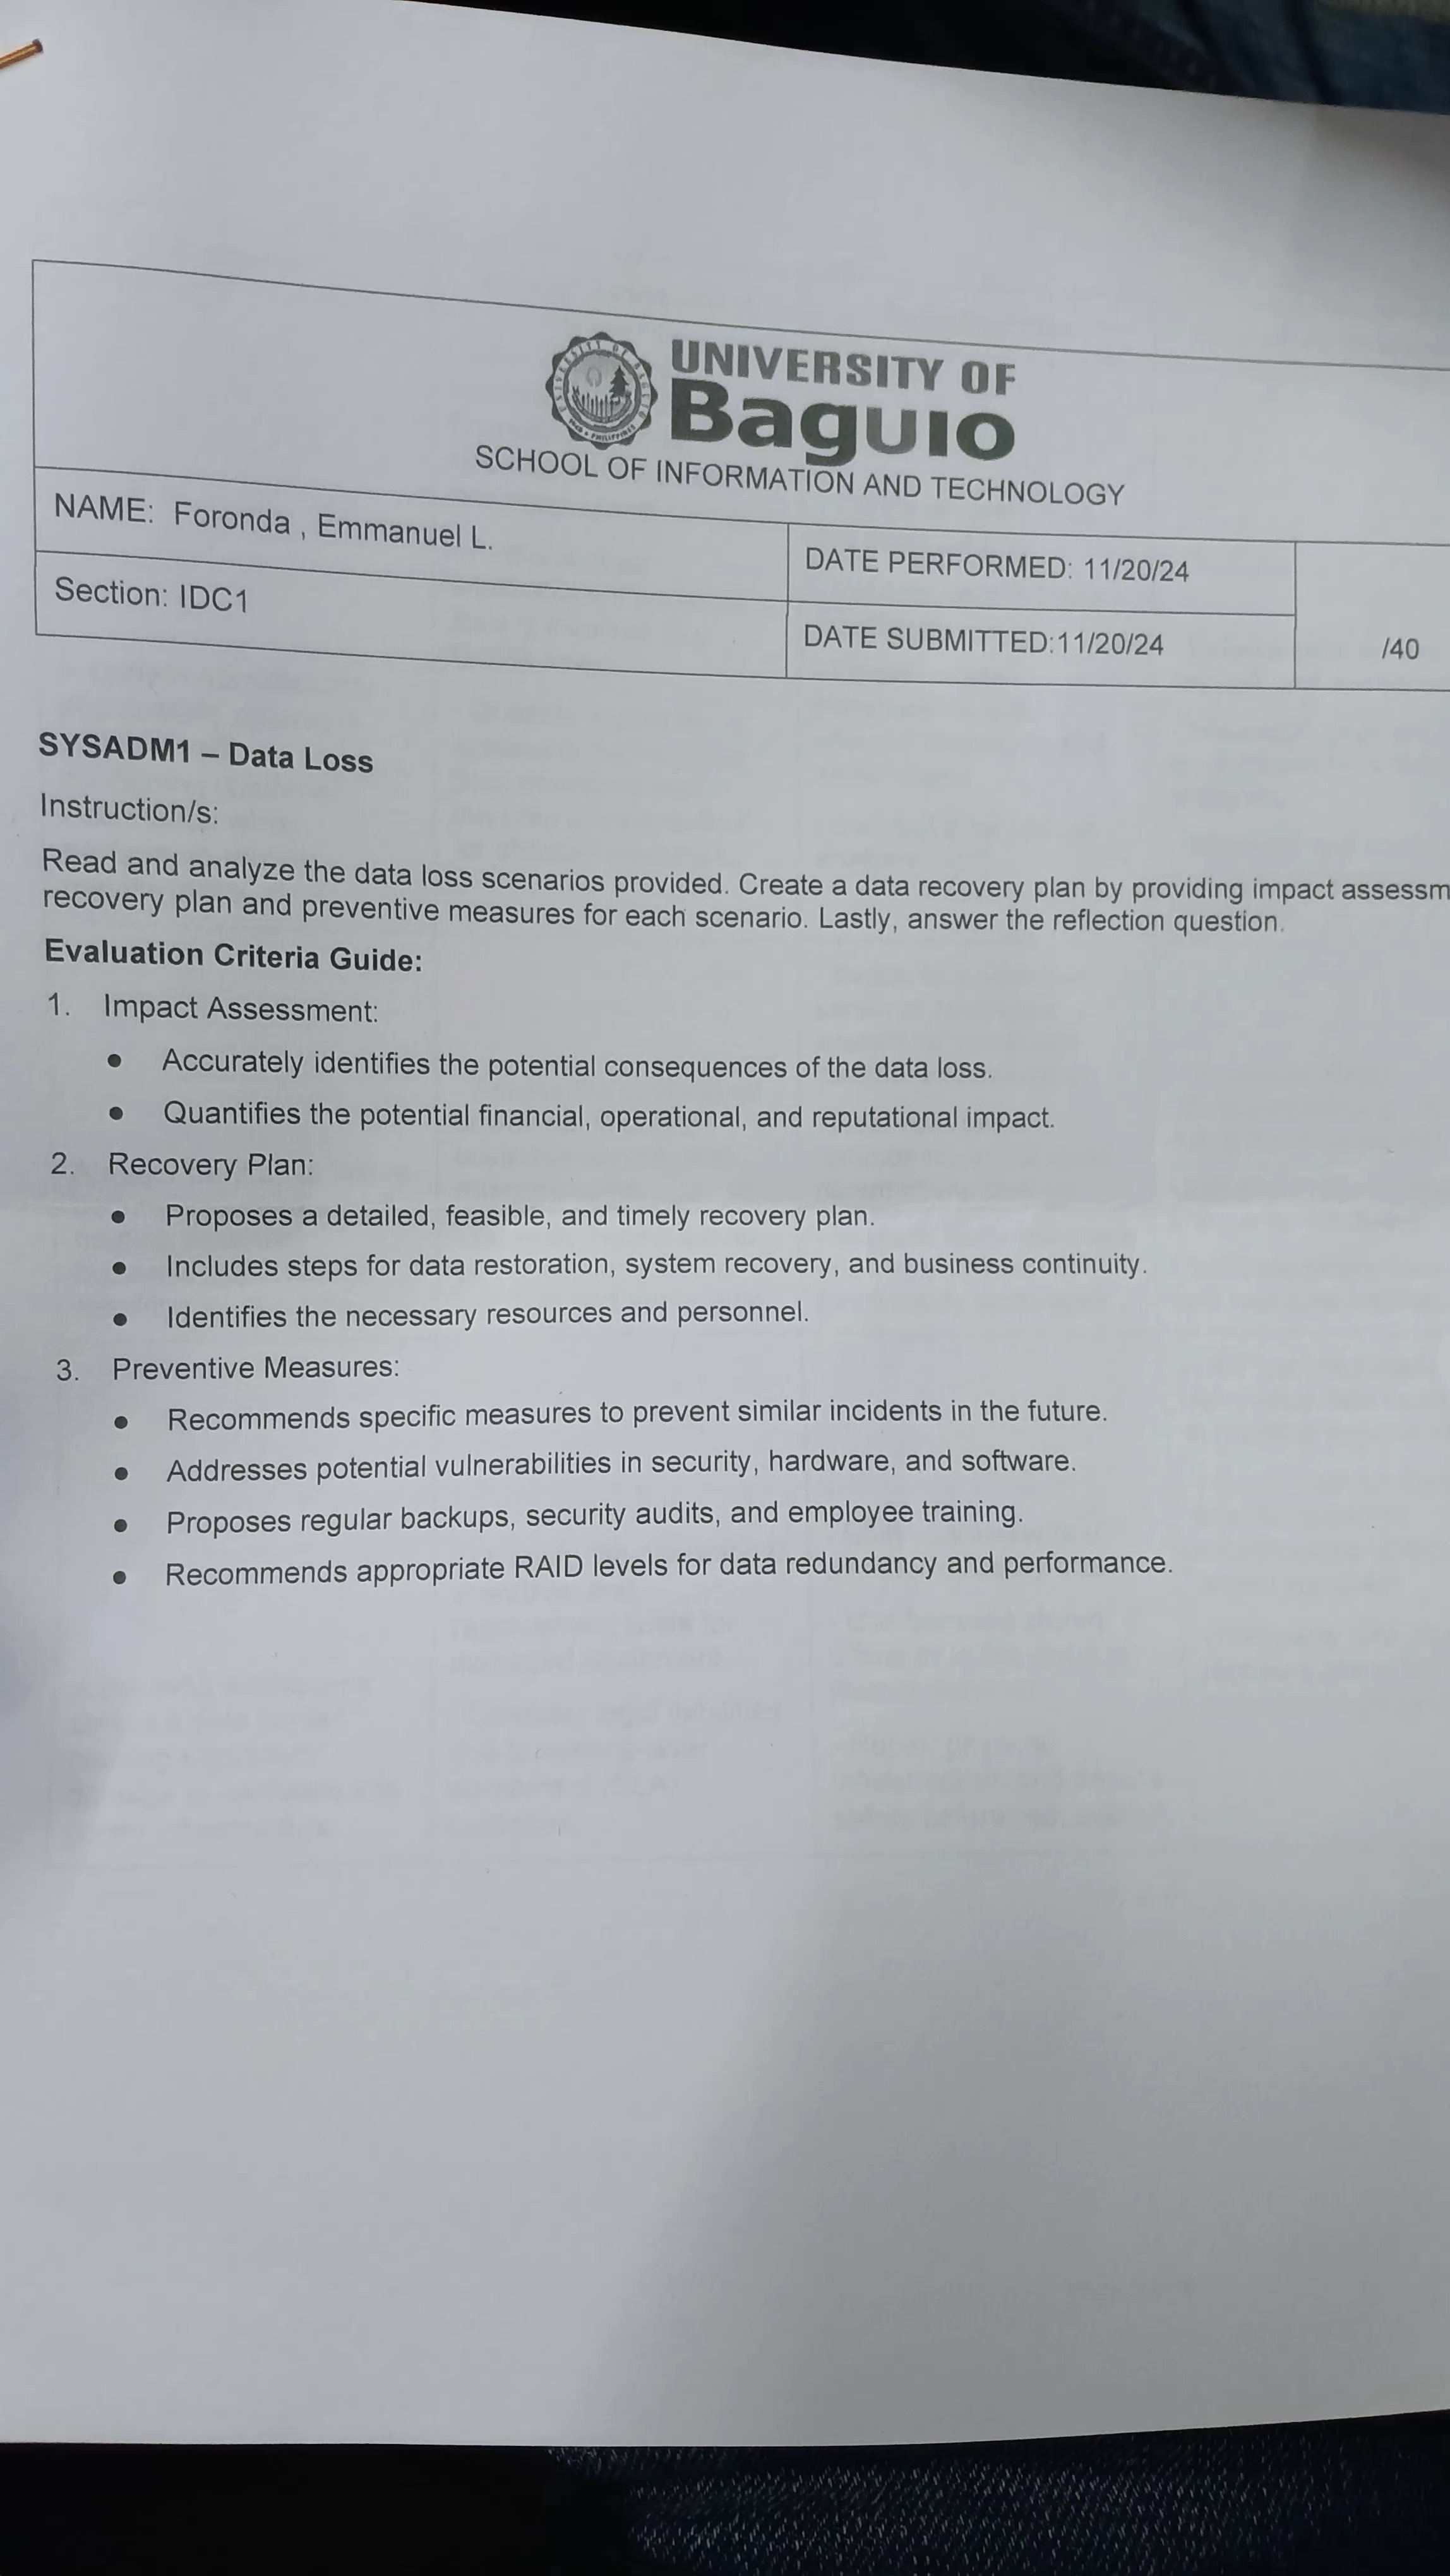 UNIVERSITY OF
Baguio
SCHOOL OF INFORMATION AND TECHNOLOGY
NAME: Foronda , Emmanuel L.
DATE PERFORMED: 11/20/24
Section: IDC1
DATE SUBMITTED:11/20/24
/40
SYSADM1 – Data Loss
Instruction/s:
Read and analyze the data loss scenarios provided. Create a data recovery plan by providing impact assessm
recovery plan and preventive measures for each scenario. Lastly, answer the reflection question.
Evaluation Criteria Guide:
1. Impact Assessment:
● Accurately identifies the potential consequences of the data loss.
● Quantifies the potential financial, operational, and reputational impact.
2. Recovery Plan:
● Proposes a detailed, feasible, and timely recovery plan.
● Includes steps for data restoration, system recovery, and business continuity.
● Identifies the necessary resources and personnel.
3. Preventive Measures:
● Recommends specific measures to prevent similar incidents in the future.
● Addresses potential vulnerabilities in security, hardware, and software.
● Proposes regular backups, security audits, and employee training.
● Recommends appropriate RAID levels for data redundancy and performance.